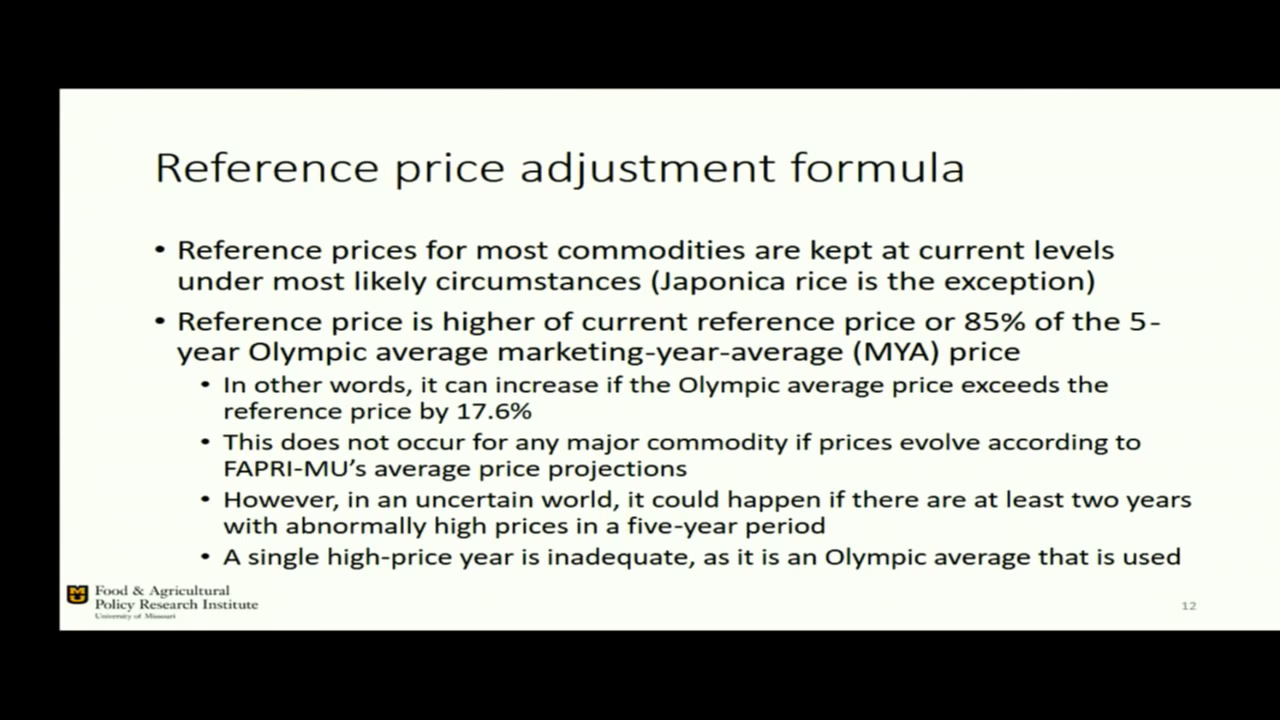 Reference price adjustment formula
• Reference prices for most commodities are kept at current levels
under most likely circumstances (Japonica rice is the exception)
• Reference price is higher of current reference price or 85% of the 5-
year Olympic average marketing-year-average (MYA) price
• In other words, it can increase if the Olympic average price exceeds the
reference price by 17.6%
• This does not occur for any major commodity if prices evolve according to
FAPRI-MU's average price projections
• However, in an uncertain world, it could happen if there are at least two years
with abnormally high prices in a five-year period
• A single high-price year is inadequate, as it is an Olympic average that is used
Food & Agricultural
Policy Research Institute
University of Missouri
12